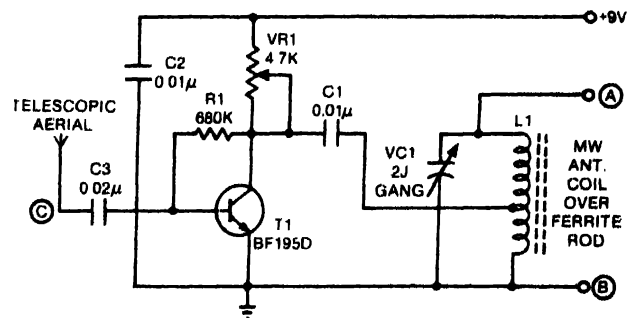 +9V
VR1
4.7K
C2
0.01μ
C1
0.01μ
A
L1
R1
680K
TELESCOPIC
AERIAL
VC1
2J
GANG
MW
ANT.
COIL
OVER
FERRITE
ROD
C3
0.02μ
C
T1
BF195D
B